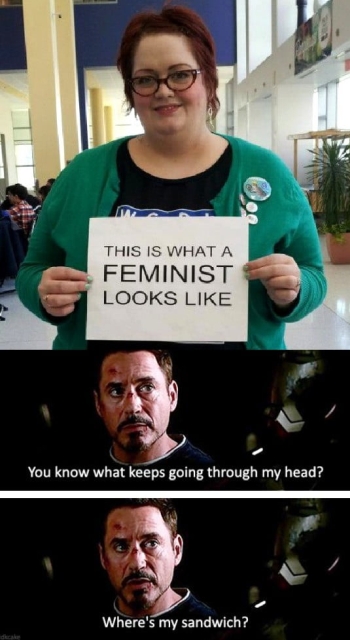 THIS IS WHAT A
FEMINIST
LOOKS LIKE
You know what keeps going through my head?
Where's my sandwich?